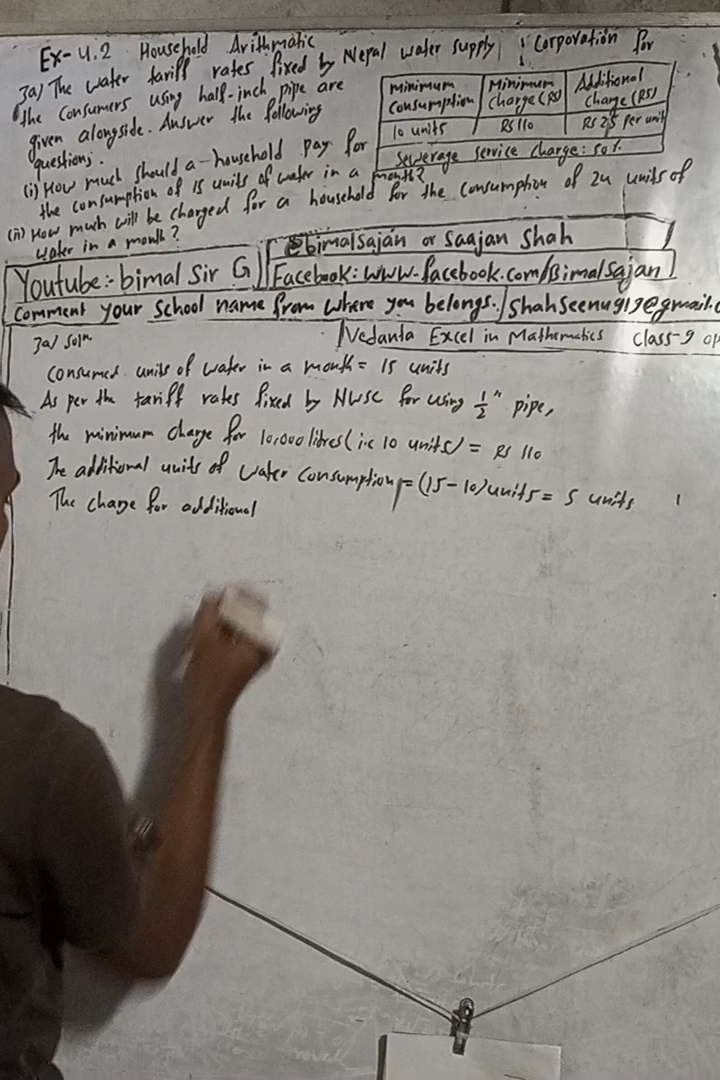 Ex- 4.2 Household Arithmatic
3a) The water tariff rates fixed by Nepal water supply Corporation for
the consumers using half-inch pipe are
given alongside. Answer the following
questions.
minimum consumption | Minimum charge (Rs) | Additional charge (Rs)
10 units | Rs 110 | Rs 25 per unit
Sewerage service charge: 50%
(i) How much should a household pay for
the consumption of 15 units of water in a month?
(ii) How much will be charged for a household for the consumption of 24 units of
water in a month?
Youtube:- bimal Sir G
@bimalsajan or Saajan Shah
Facebook: www.facebook.com/Bimalsajan
Comment your School name from where you belongs. Shahseenu913@gmail.c
Vedanta Excel in Mathematics Class-9 op
3a) Solⁿ
Consumed units of water in a month = 15 units
As per the tariff rates fixed by NWSC for using 1/2" pipe,
the minimum charge for 10,000 litres (i.e 10 units) = Rs 110
The additional units of water consumption = (15-10) units = 5 units
The charge for additional